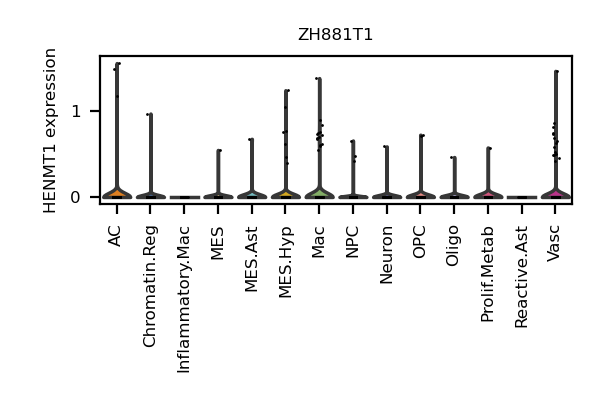 ZH881T1
HENMT1 expression
1
0
AC
Chromatin.Reg
Inflammatory.Mac
MES
MES.Ast
MES.Hyp
Mac
NPC
Neuron
OPC
Oligo
Prolif.Metab
Reactive.Ast
Vasc